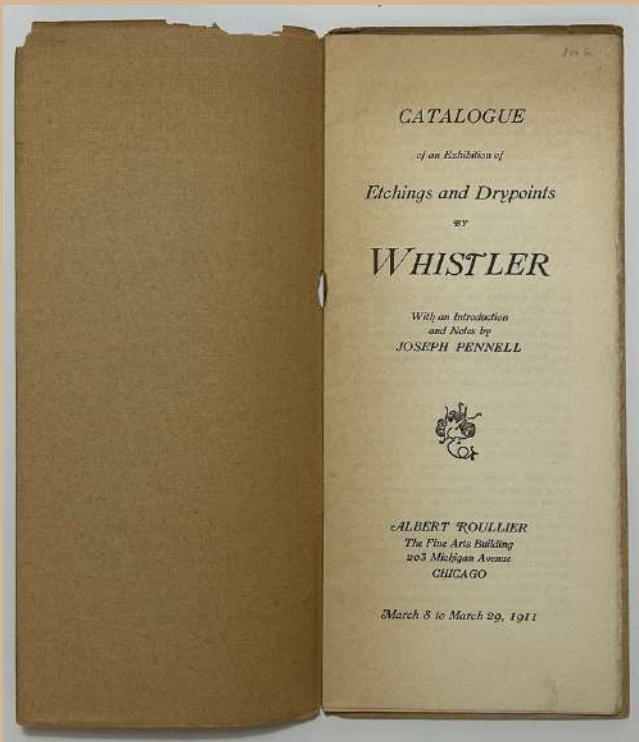 CATALOGUE
of an Exhibition of
Etchings and Drypoints
BY
WHISTLER
With an Introduction
and Notes by
JOSEPH PENNELL
ALBERT ROULLIER
The Fine Arts Building
203 Michigan Avenue
CHICAGO
March 8 to March 29, 1911